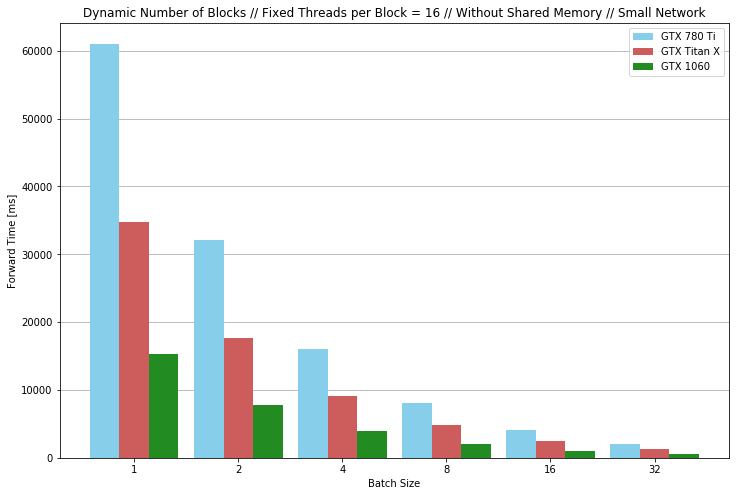 Dynamic Number of Blocks // Fixed Threads per Block = 16 // Without Shared Memory // Small Network
GTX 780 Ti
GTX Titan X
GTX 1060
Forward Time [ms]
60000
50000
40000
30000
20000
10000
0
1 2 4 8 16 32
Batch Size